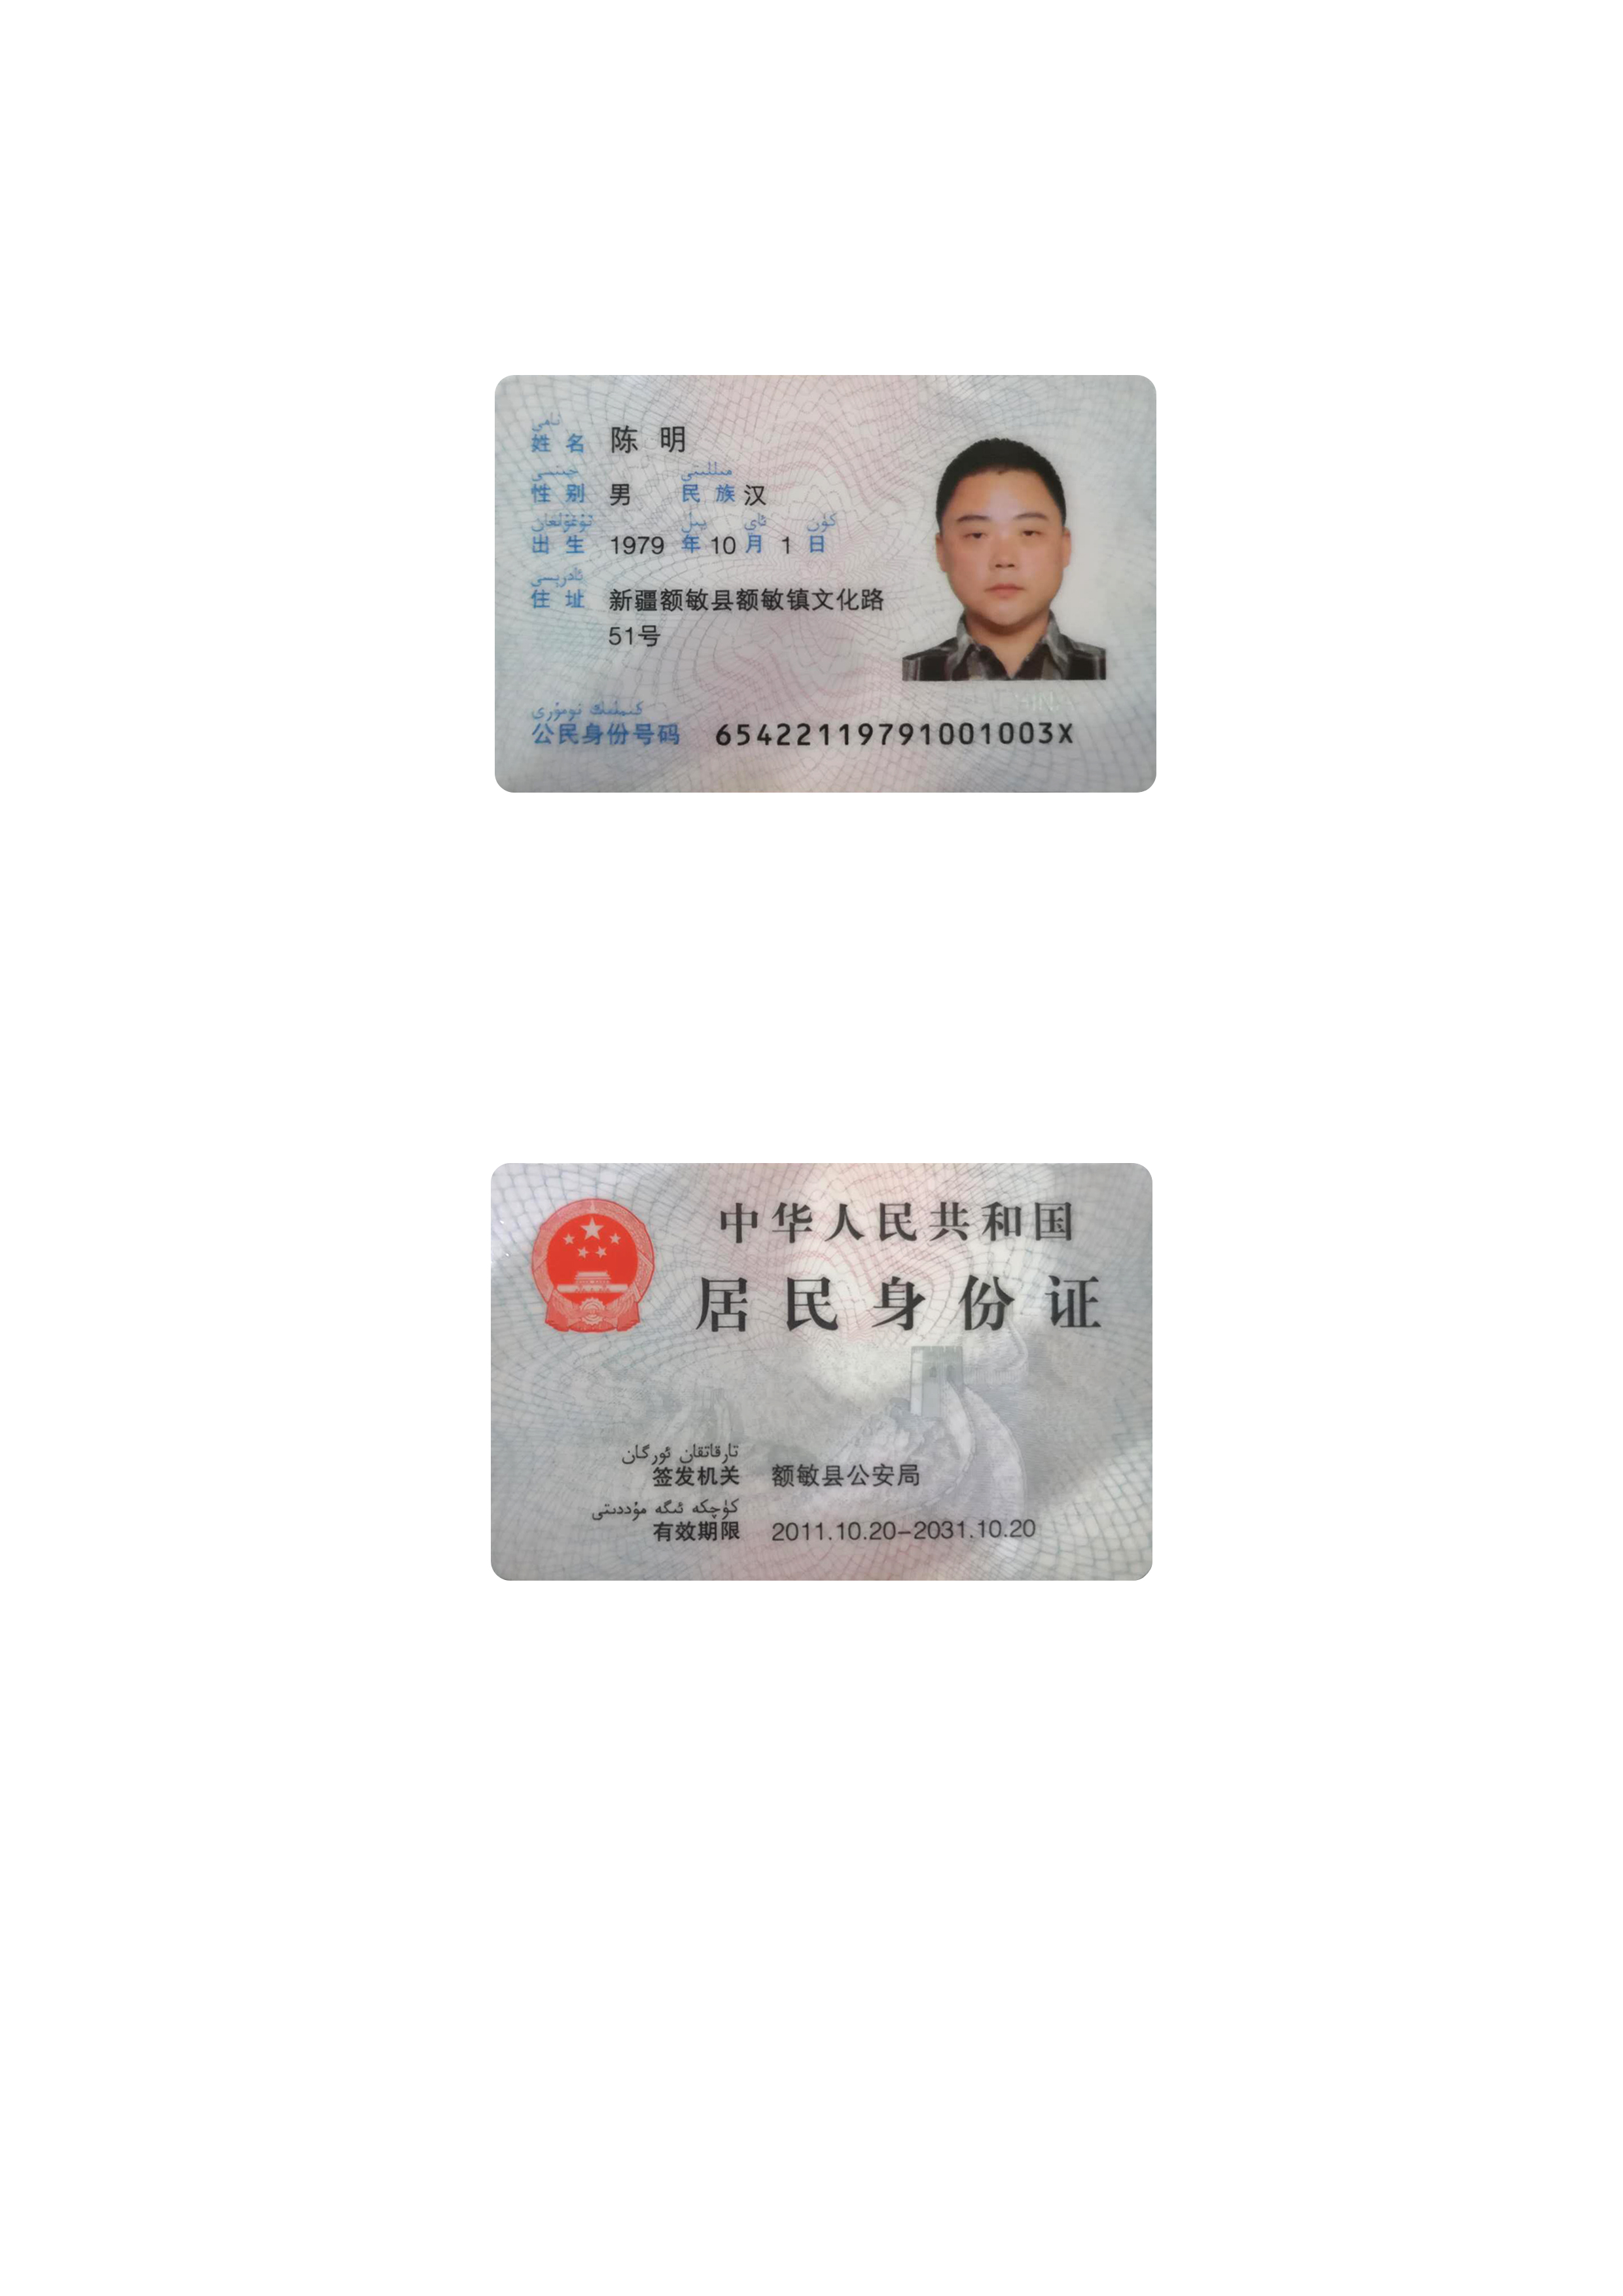 نامى
姓名 陈明
جىنسى مىللىتى
性别 男 民族 汉
تۇغۇلغان يىل ئاي كۈن
出生 1979 年 10 月 1 日
ئادرېسى
住址 新疆额敏县额敏镇文化路
51号
كىملىك نومۇرى
公民身份号码 65422119791001003X
中华人民共和国
居民身份证
تارقاتقان ئورگان
签发机关 额敏县公安局
كۈچكە ئىگە مۇددىتى
有效期限 2011.10.20-2031.10.20